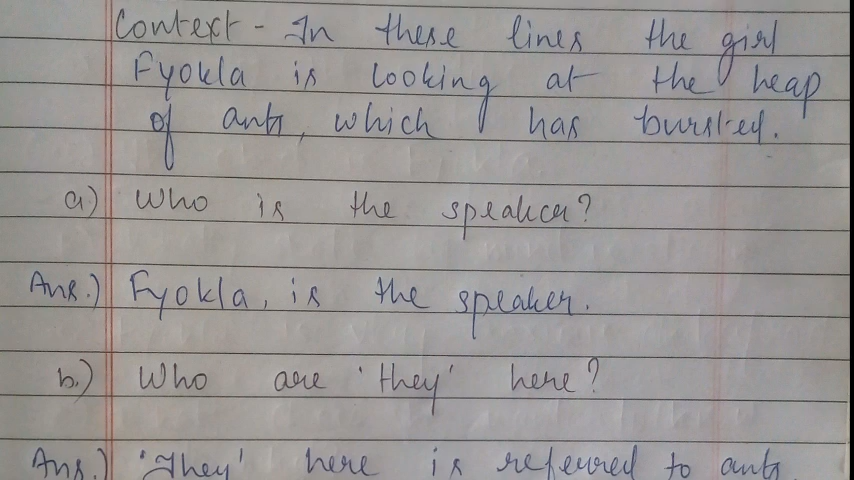 Context - In these lines the girl
Fyokla is looking at the heap
of ants, which has bursted.
a) Who is the speaker?
Ans.) Fyokla, is the speaker.
b.) Who are 'they' here?
Ans.) 'They' here is referred to ants.